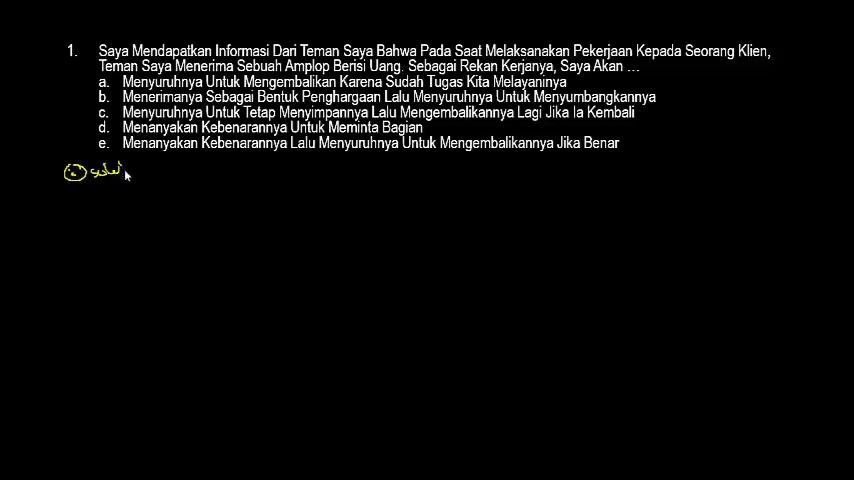 1. Saya Mendapatkan Informasi Dari Teman Saya Bahwa Pada Saat Melaksanakan Pekerjaan Kepada Seorang Klien,
Teman Saya Menerima Sebuah Amplop Berisi Uang. Sebagai Rekan Kerjanya, Saya Akan ...
a. Menyuruhnya Untuk Mengembalikan Karena Sudah Tugas Kita Melayaninya
b. Menerimanya Sebagai Bentuk Penghargaan Lalu Menyuruhnya Untuk Menyumbangkannya
c. Menyuruhnya Untuk Tetap Menyimpannya Lalu Mengembalikannya Lagi Jika Ia Kembali
d. Menanyakan Kebenarannya Untuk Meminta Bagian
e. Menanyakan Kebenarannya Lalu Menyuruhnya Untuk Mengembalikannya Jika Benar